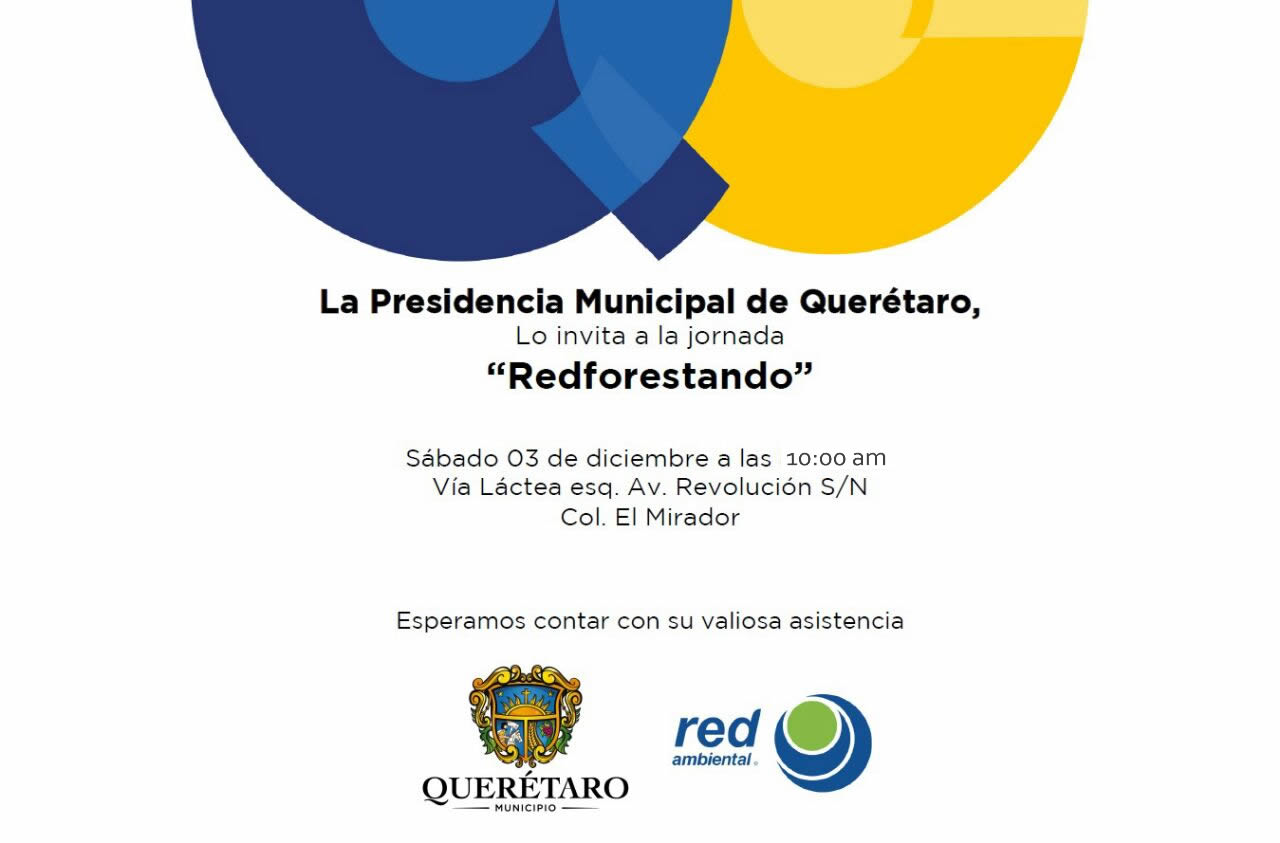 La Presidencia Municipal de Querétaro,
Lo invita a la jornada
“Redforestando”
Sábado 03 de diciembre a las 10:00 am
Vía Láctea esq. Av. Revolución S/N
Col. El Mirador
Esperamos contar con su valiosa asistencia
QUERÉTARO
MUNICIPIO
red
ambiental